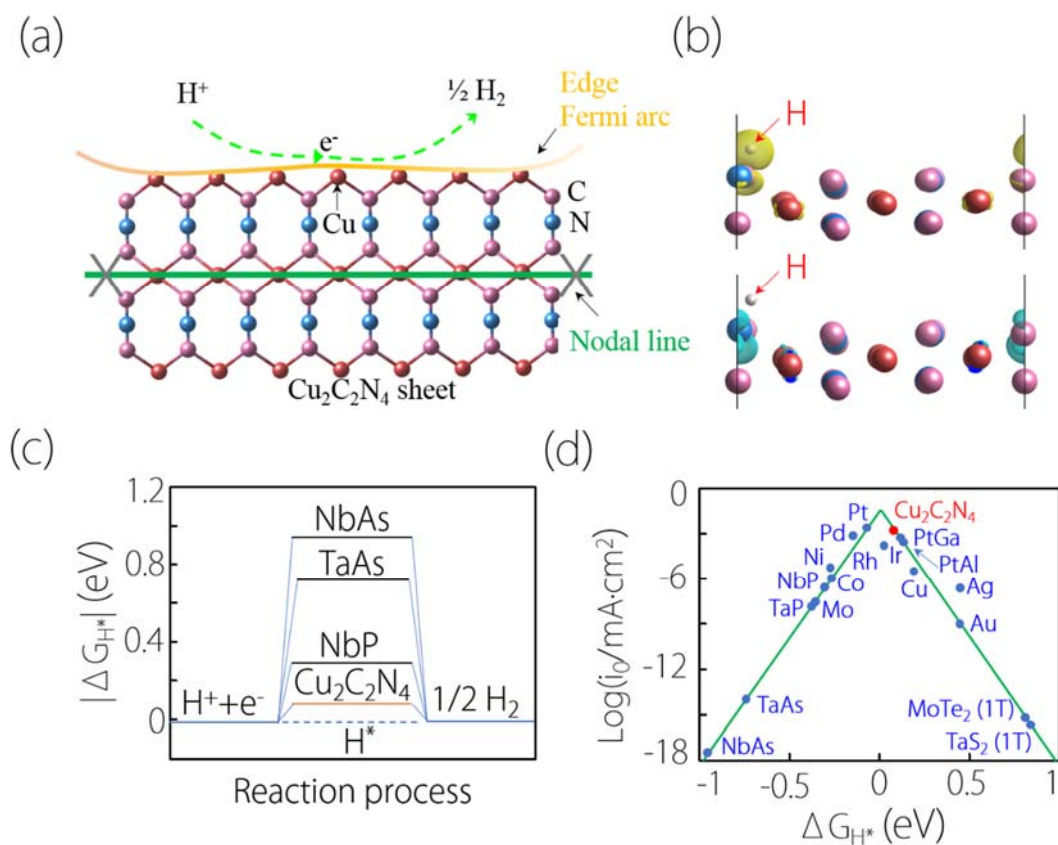 (a)
H⁺
½ H₂
Edge
Fermi arc
e⁻
C
N
Cu
Nodal line
Cu₂C₂N₄ sheet
(b)
H
H
(c)
|ΔG_H*| (eV)
1.2
0.8
0.4
0
NbAs
TaAs
NbP
Cu₂C₂N₄
H⁺+e⁻
1/2 H₂
H*
Reaction process
(d)
Log(i₀/mA·cm²)
0
-6
-12
-18
Pt
Cu₂C₂N₄
Pd
PtGa
Ni
Rh
Ir
PtAl
NbP
Co
Cu
Ag
TaP
Mo
Au
TaAs
MoTe₂ (1T)
NbAs
TaS₂ (1T)
-1
-0.5
0
0.5
1
ΔG_H* (eV)